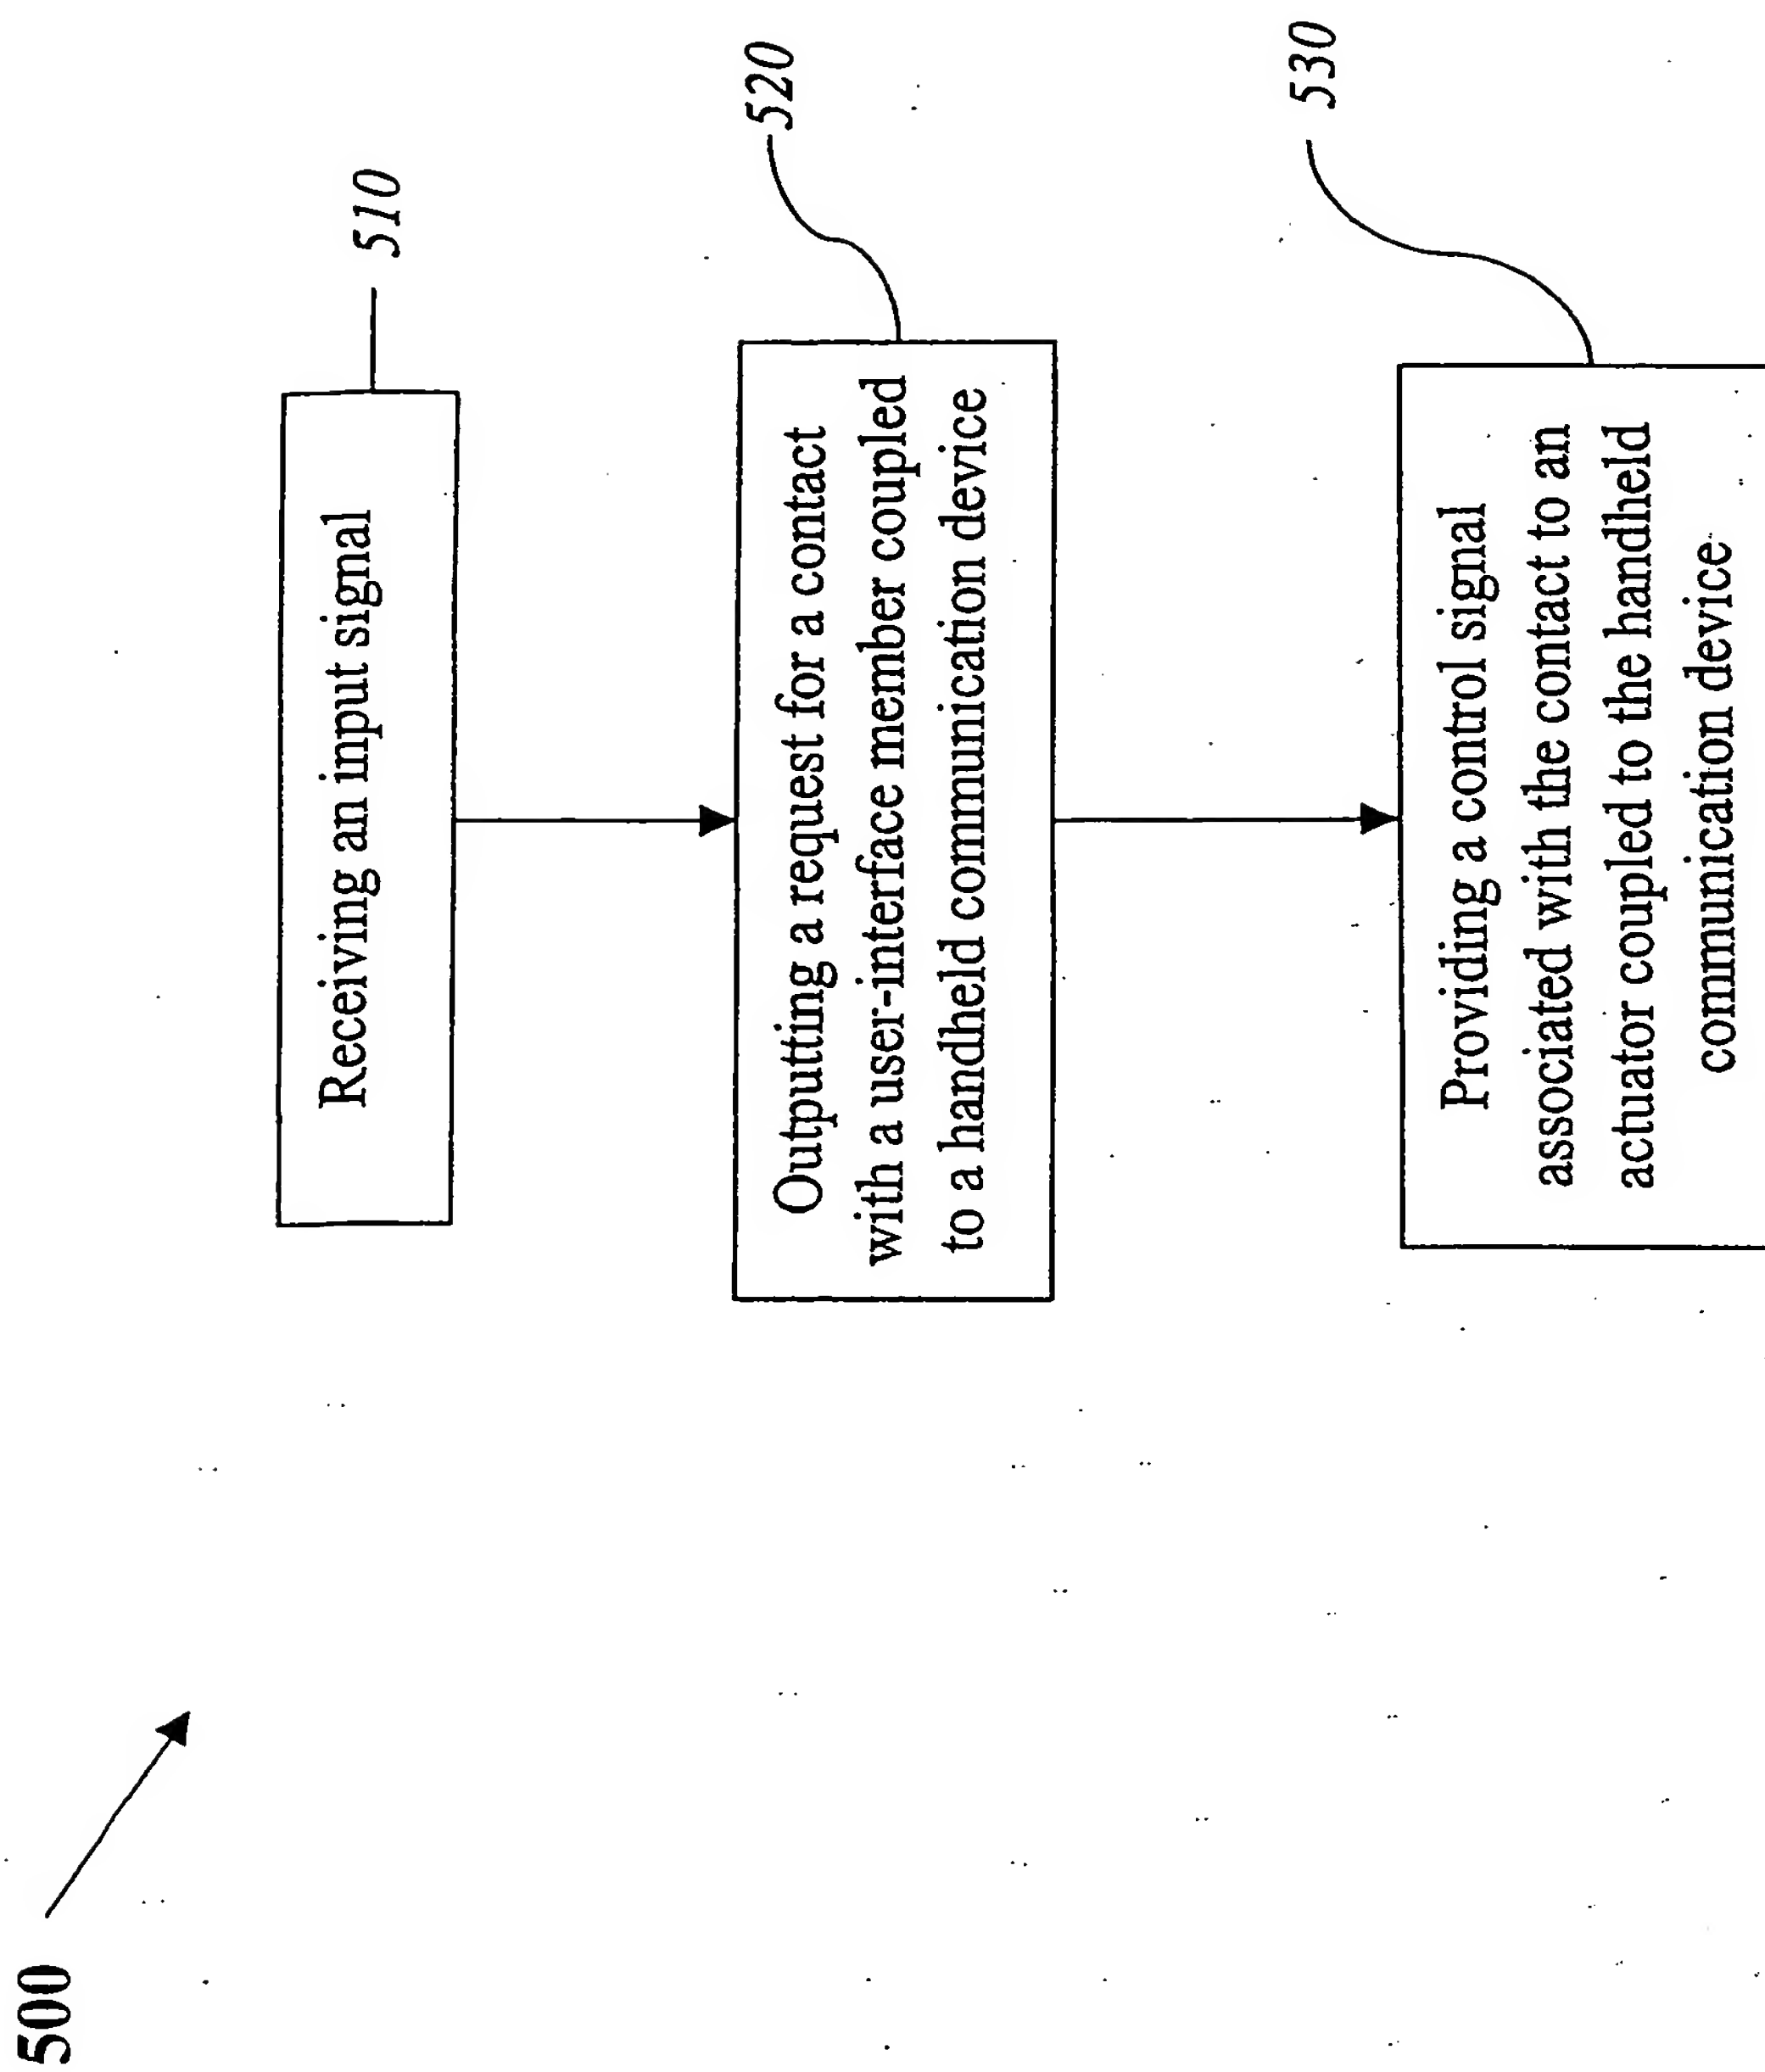 500
Receiving an input signal
510
Outputting a request for a contact
with a user-interface member coupled
to a handheld communication device
520
Providing a control signal
associated with the contact to an
actuator coupled to the handheld
communication device
530